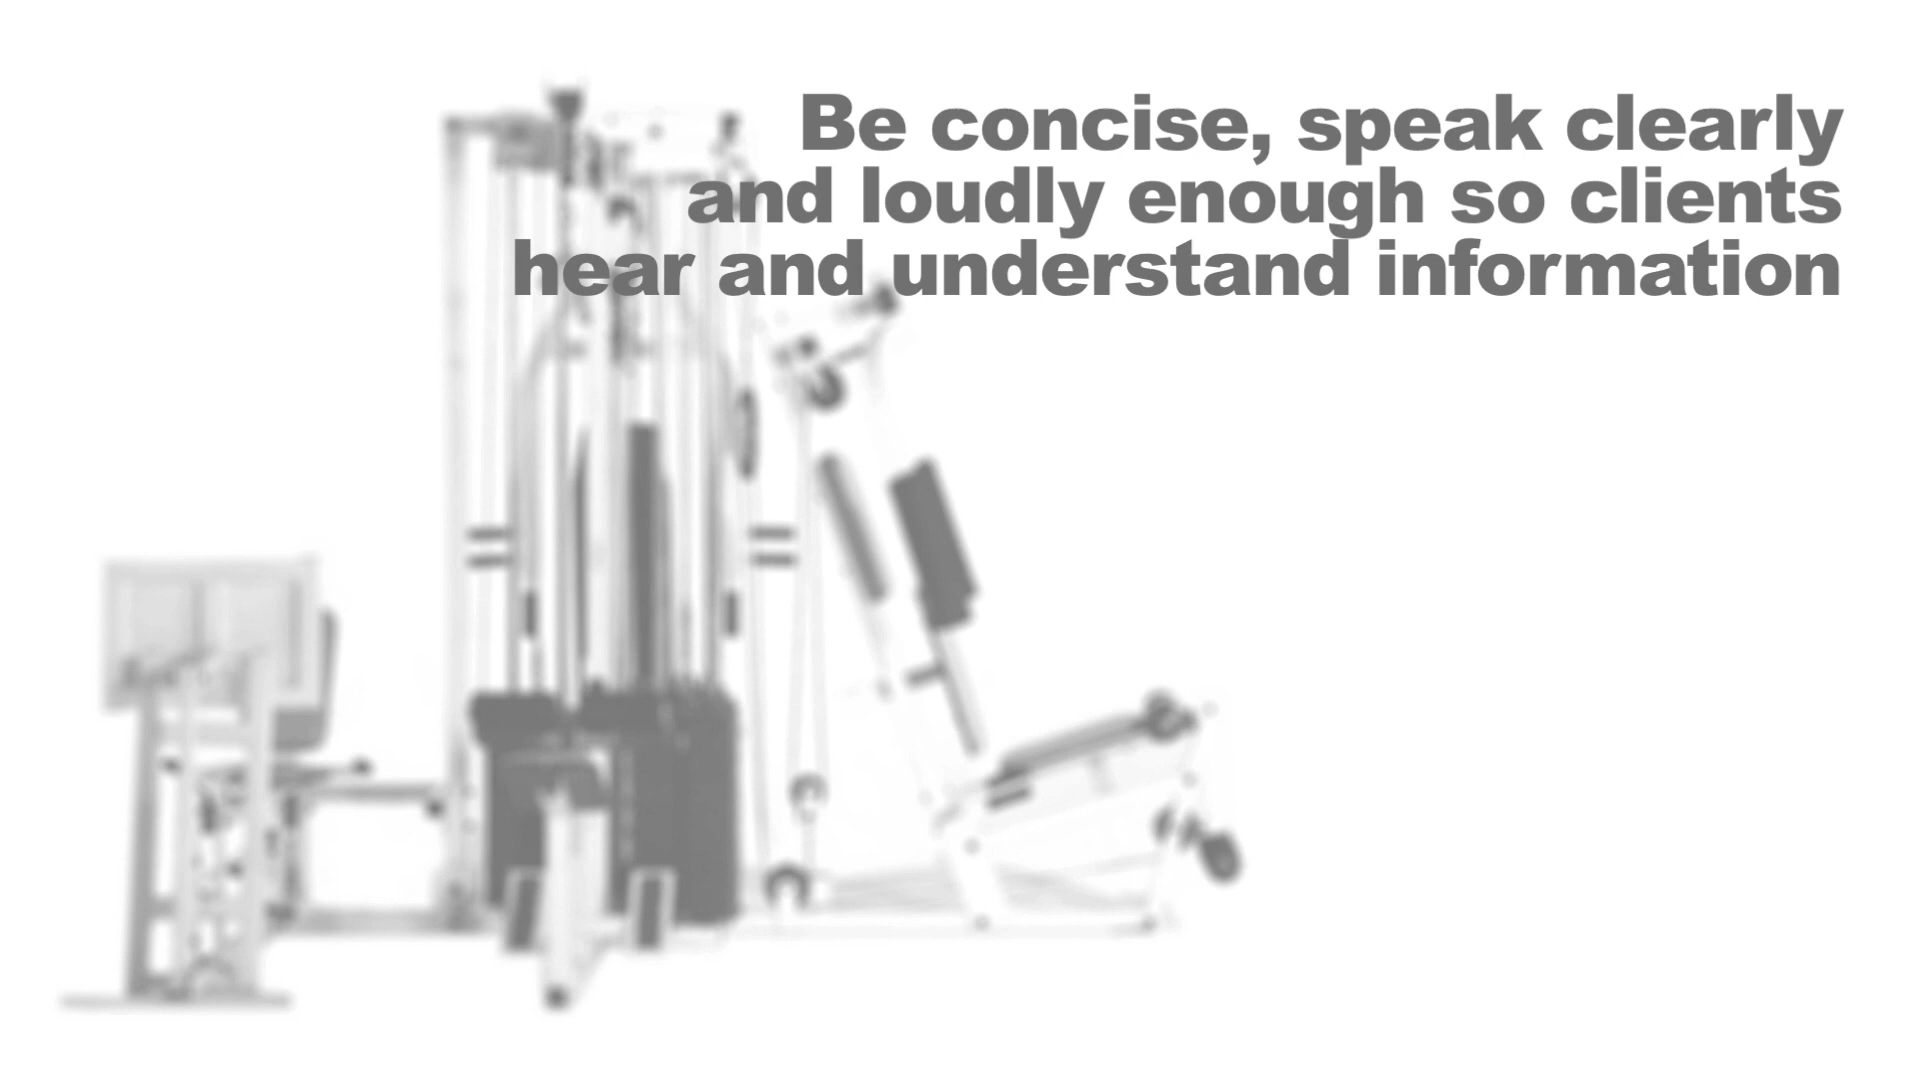 Be concise, speak clearly
and loudly enough so clients
hear and understand information